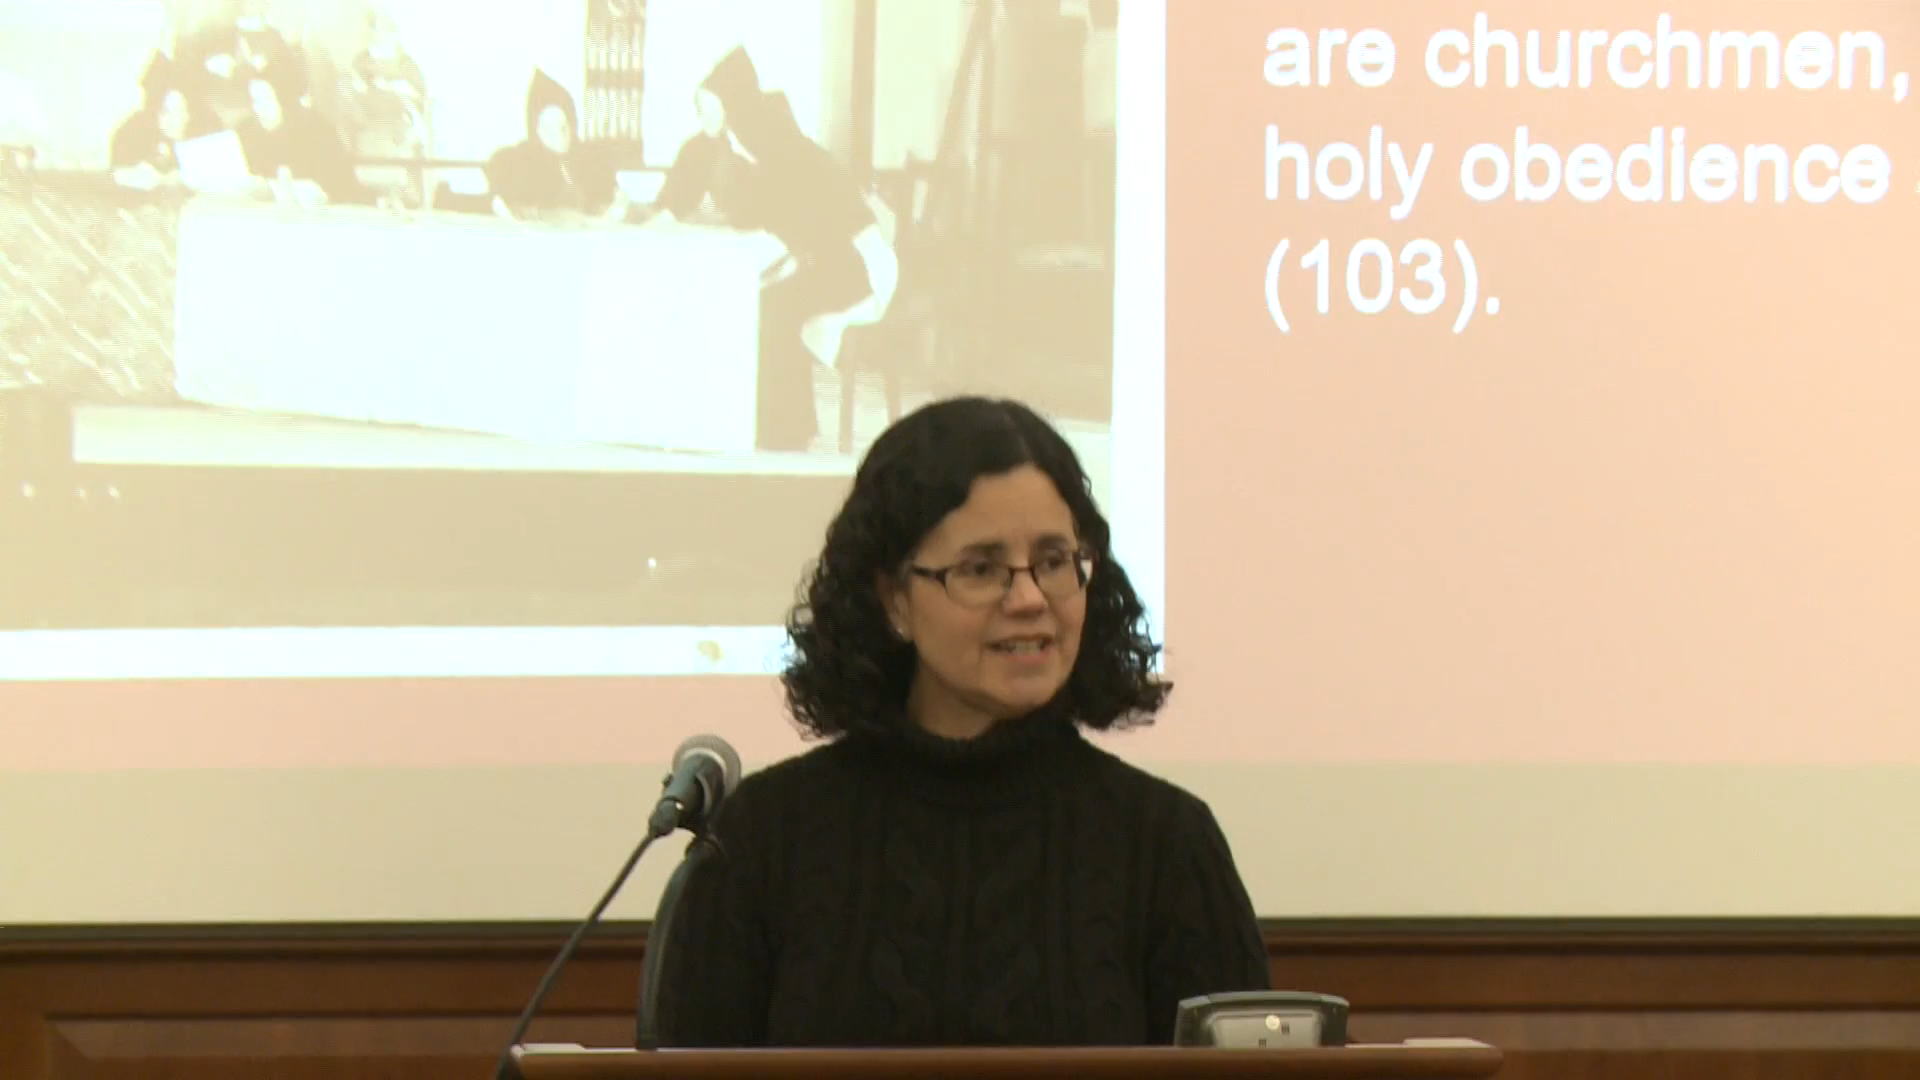 are churchmen,
holy obedience
(103).